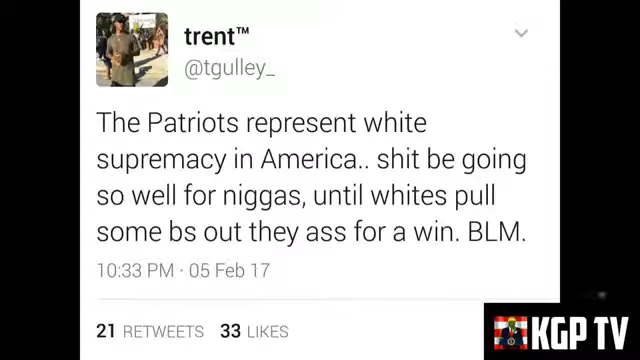 trent™
@tgulley_
The Patriots represent white
supremacy in America.. shit be going
so well for niggas, until whites pull
some bs out they ass for a win. BLM.
10:33 PM · 05 Feb 17
21 RETWEETS 33 LIKES
KGP TV